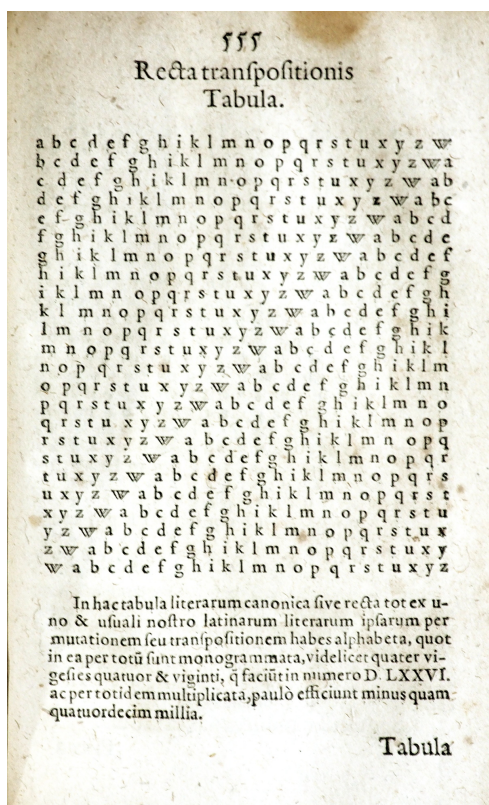 Recta transpositionis
Tabula.
a b c d e f g h i k l m n o p q r s t u x y z w
b c d e f g h i k l m n o p q r s t u x y z w a
c d e f g h i k l m n o p q r s t u x y z w a b
d e f g h i k l m n o p q r s t u x y z w a b c
e f g h i k l m n o p q r s t u x y z w a b c d
f g h i k l m n o p q r s t u x y z w a b c d e
g h i k l m n o p q r s t u x y z w a b c d e f
h i k l m n o p q r s t u x y z w a b c d e f g
i k l m n o p q r s t u x y z w a b c d e f g h
k l m n o p q r s t u x y z w a b c d e f g h i
l m n o p q r s t u x y z w a b c d e f g h i k
m n o p q r s t u x y z w a b c d e f g h i k l
n o p q r s t u x y z w a b c d e f g h i k l m
o p q r s t u x y z w a b c d e f g h i k l m n
p q r s t u x y z w a b c d e f g h i k l m n o
q r s t u x y z w a b c d e f g h i k l m n o p
r s t u x y z w a b c d e f g h i k l m n o p q
s t u x y z w a b c d e f g h i k l m n o p q r
t u x y z w a b c d e f g h i k l m n o p q r s
u x y z w a b c d e f g h i k l m n o p q r s t
x y z w a b c d e f g h i k l m n o p q r s t u
y z w a b c d e f g h i k l m n o p q r s t u x
z w a b c d e f g h i k l m n o p q r s t u x y
w a b c d e f g h i k l m n o p q r s t u x y z
In hac tabula literarum canonica sive recta tot ex u-
no & usuali nostro latinarum literarum ipsarum per
mutationem seu transpositionem habes alphabeta, quot
in ea per totũ sunt monogrammata, videlicet quater vi-
gesies quatuor & viginti, q̃ faciũt in numero D. LXXVI.
ac per totidem multiplicata, paulò efficiunt minus quam
quatuordecim millia.
Tabula